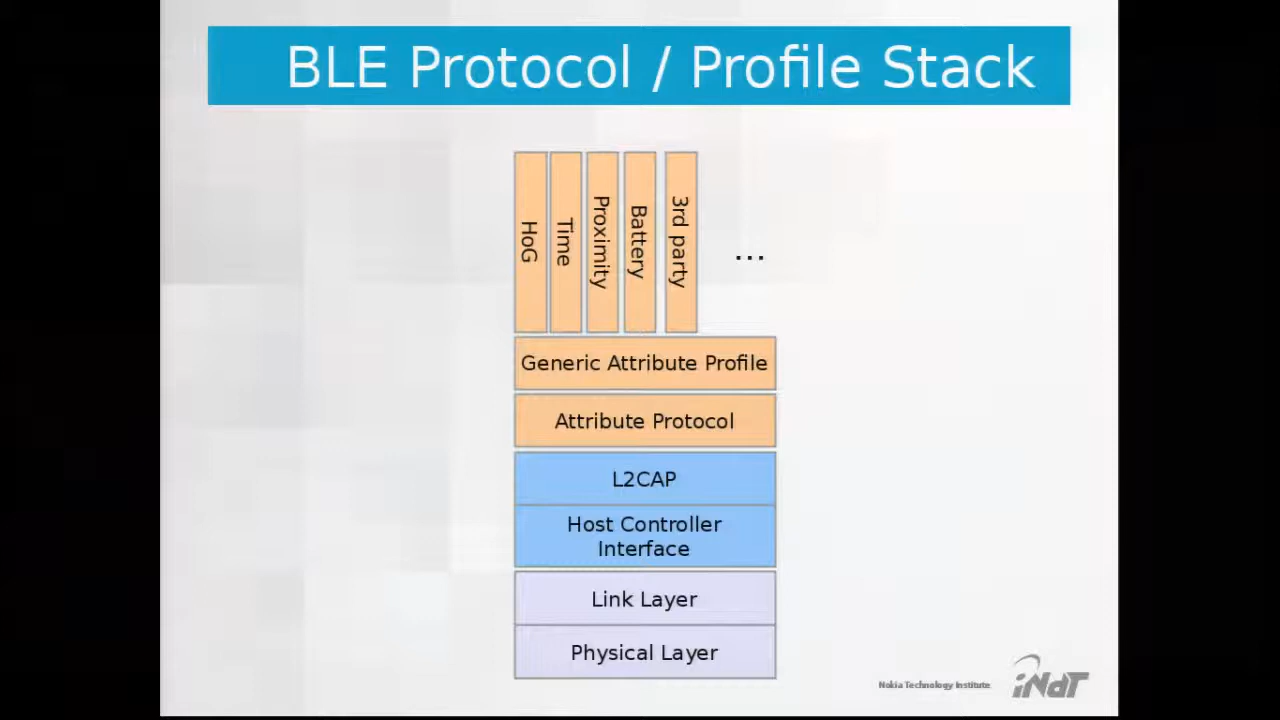 BLE Protocol / Profile Stack
HoG
Time
Proximity
Battery
3rd party
...
Generic Attribute Profile
Attribute Protocol
L2CAP
Host Controller
Interface
Link Layer
Physical Layer
Nokia Technology Institute
iNdT